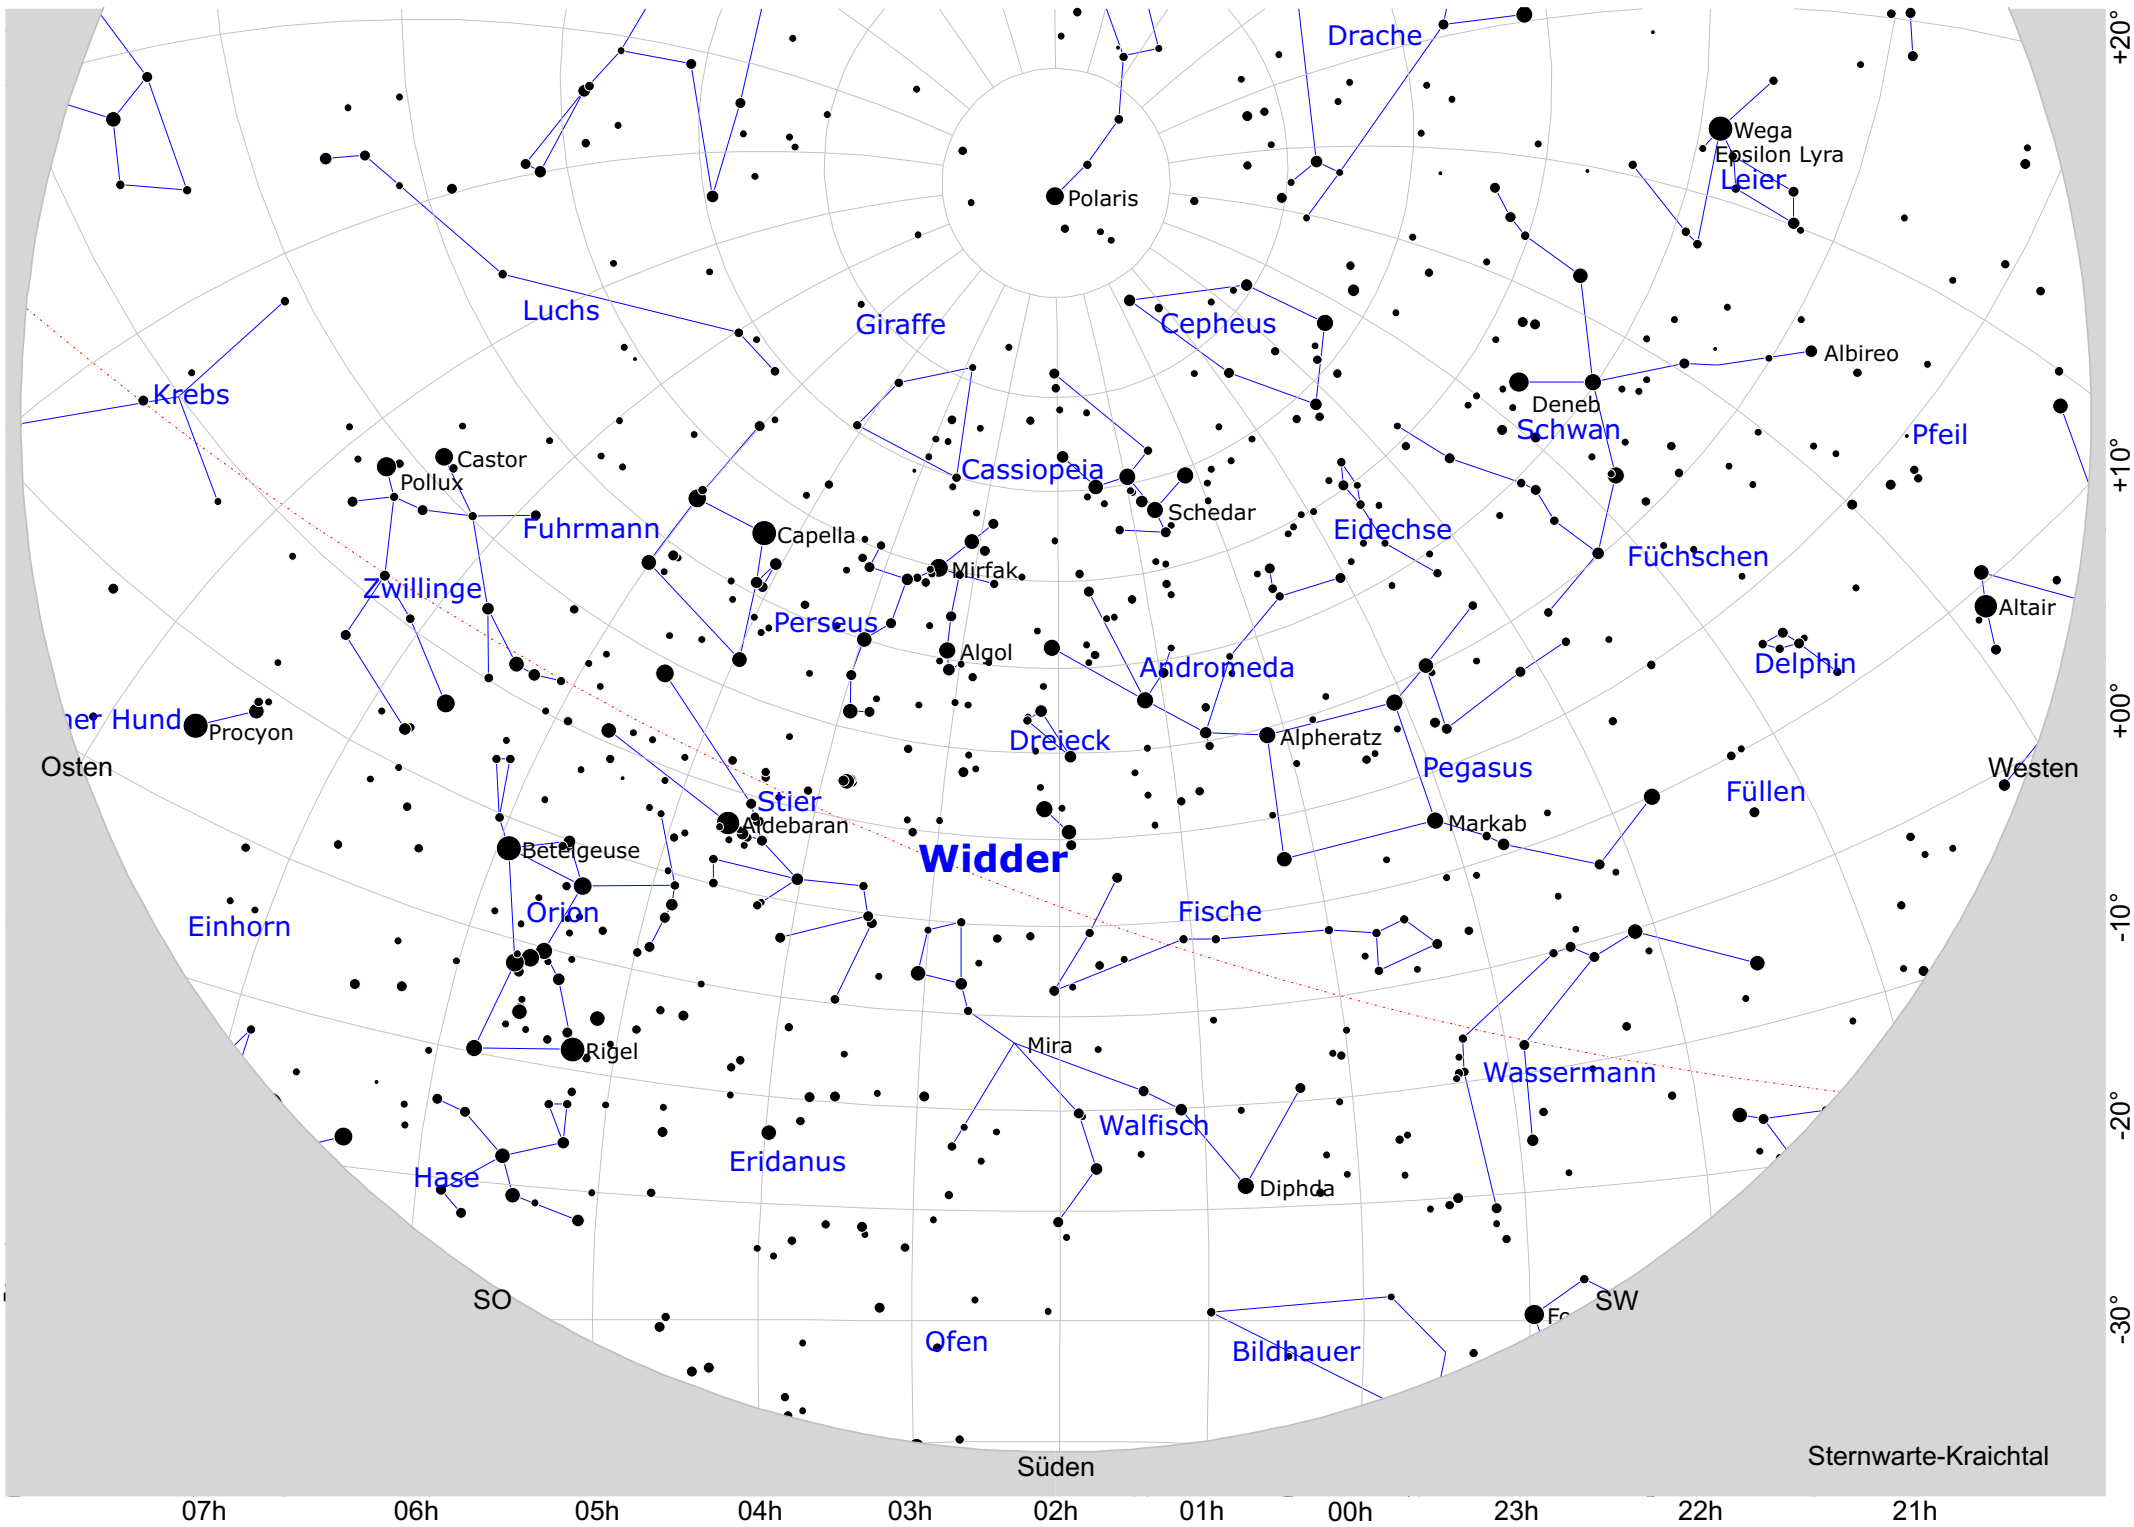 Drache
+20°
Wega
Epsilon Lyra
Leier
Polaris
Luchs
Giraffe
Cepheus
Albireo
Krebs
Deneb
Schwan
Pfeil
Castor
Pollux
Cassiopeia
+10°
Schedar
Fuhrmann
Capella
Eidechse
Füchschen
Mirfak
Zwillinge
Altair
Perseus
Algol
Andromeda
Delphin
ner Hund
Procyon
+00°
Dreieck
Alpheratz
Osten
Pegasus
Westen
Stier
Füllen
Aldebaran
Markab
Betelgeuse
Widder
Orion
Fische
Einhorn
-10°
Mira
Rigel
Wassermann
Walfisch
-20°
Eridanus
Hase
Diphda
SO
SW
Fo
-30°
Ofen
Bildhauer
Süden
Sternwarte-Kraichtal
07h 06h 05h 04h 03h 02h 01h 00h 23h 22h 21h